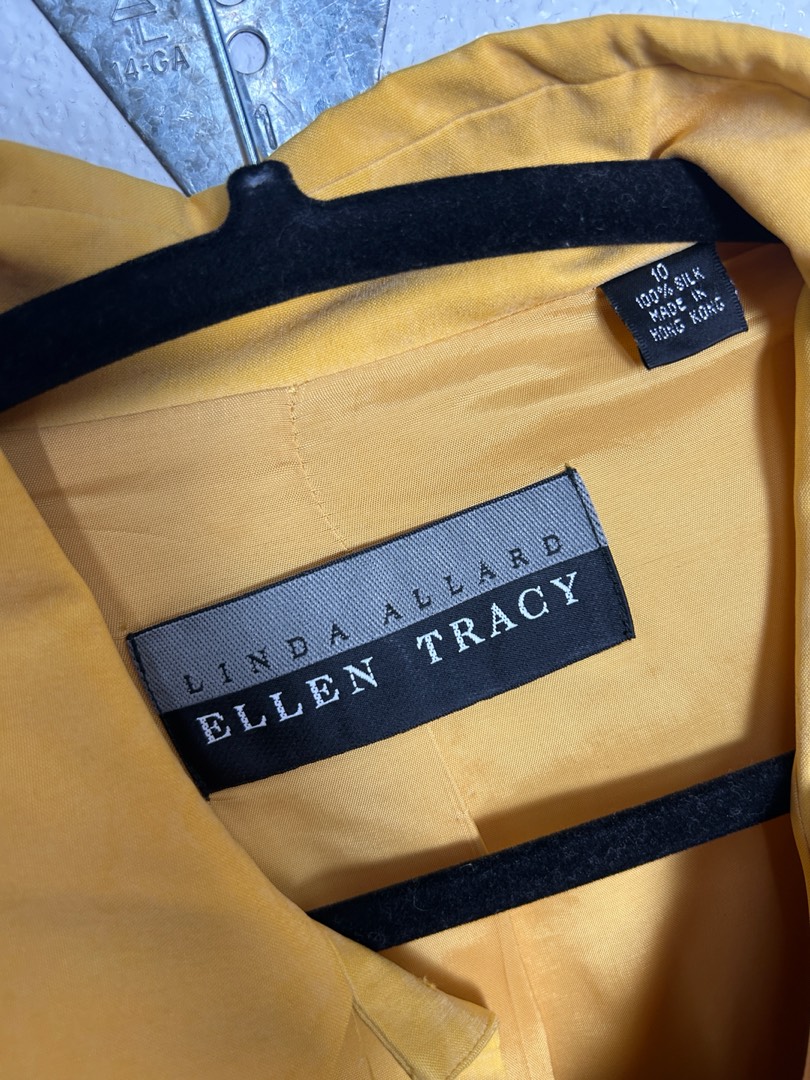 14-GA
10
100% SILK
MADE IN
HONG KONG
LINDA ALLARD
ELLEN TRACY